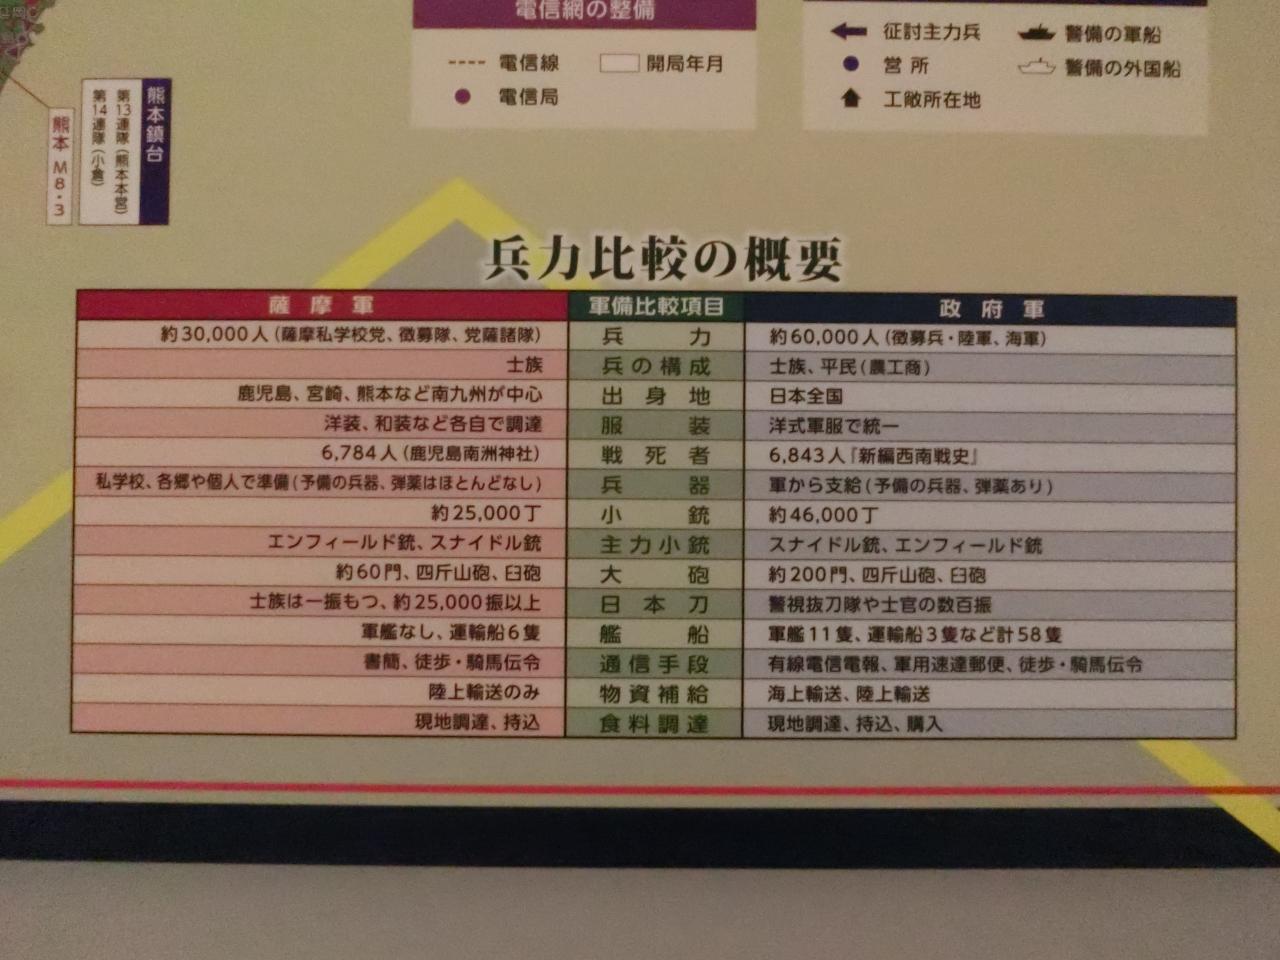 電信網の整備
電信線
開局年月
電信局
征討主力兵
警備の軍船
営所
警備の外国船
工廠所在地
熊本鎮台
第13連隊（熊本本営）
第14連隊（小倉）
熊本 M8・3
兵力比較の概要
薩摩軍 軍備比較項目 政府軍
約30,000人（薩摩私学校党、徴募隊、党薩諸隊） 兵力 約60,000人（徴募兵・陸軍、海軍）
士族 兵の構成 士族、平民（農工商）
鹿児島、宮崎、熊本など南九州が中心 出身地 日本全国
洋装、和装など各自で調達 服装 洋式軍服で統一
6,784人（鹿児島南洲神社） 戦死者 6,843人『新編西南戦史』
私学校、各郷や個人で準備（予備の兵器、弾薬はほとんどなし） 兵器 軍から支給（予備の兵器、弾薬あり）
約25,000丁 小銃 約46,000丁
エンフィールド銃、スナイドル銃 主力小銃 スナイドル銃、エンフィールド銃
約60門、四斤山砲、臼砲 大砲 約200門、四斤山砲、臼砲
士族は一振もつ、約25,000振以上 日本刀 警視抜刀隊や士官の数百振
軍艦なし、運輸船6隻 艦船 軍艦11隻、運輸船3隻など計58隻
書簡、徒歩・騎馬伝令 通信手段 有線電信電報、軍用速達郵便、徒歩・騎馬伝令
陸上輸送のみ 物資補給 海上輸送、陸上輸送
現地調達、持込 食料調達 現地調達、持込、購入